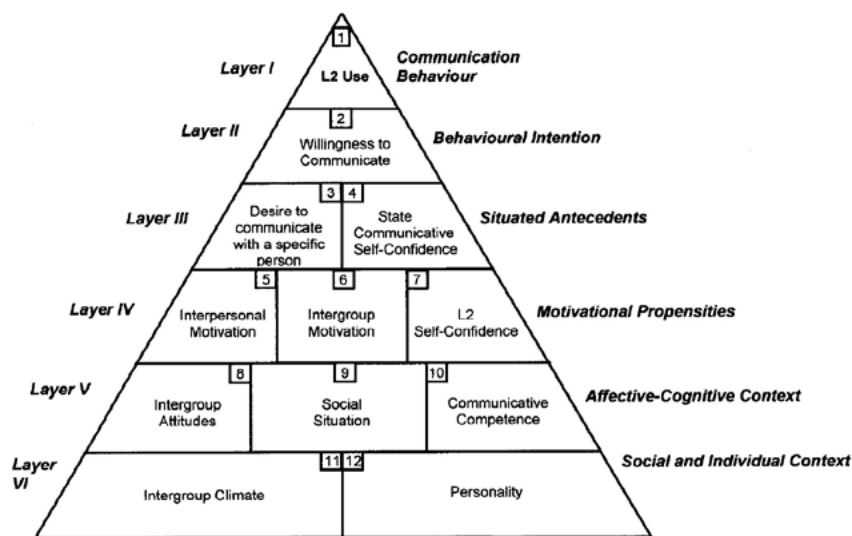 1
Layer I
L2 Use
Communication
Behaviour
Layer II
2
Willingness to
Communicate
Behavioural Intention
Layer III
3
4
Desire to
communicate
with a specific
person
State
Communicative
Self-Confidence
Situated Antecedents
Layer IV
5
6
7
Interpersonal
Motivation
Intergroup
Motivation
L2
Self-Confidence
Motivational Propensities
Layer V
8
9
10
Intergroup
Attitudes
Social
Situation
Communicative
Competence
Affective-Cognitive Context
Layer
VI
11
12
Intergroup Climate
Personality
Social and Individual Context